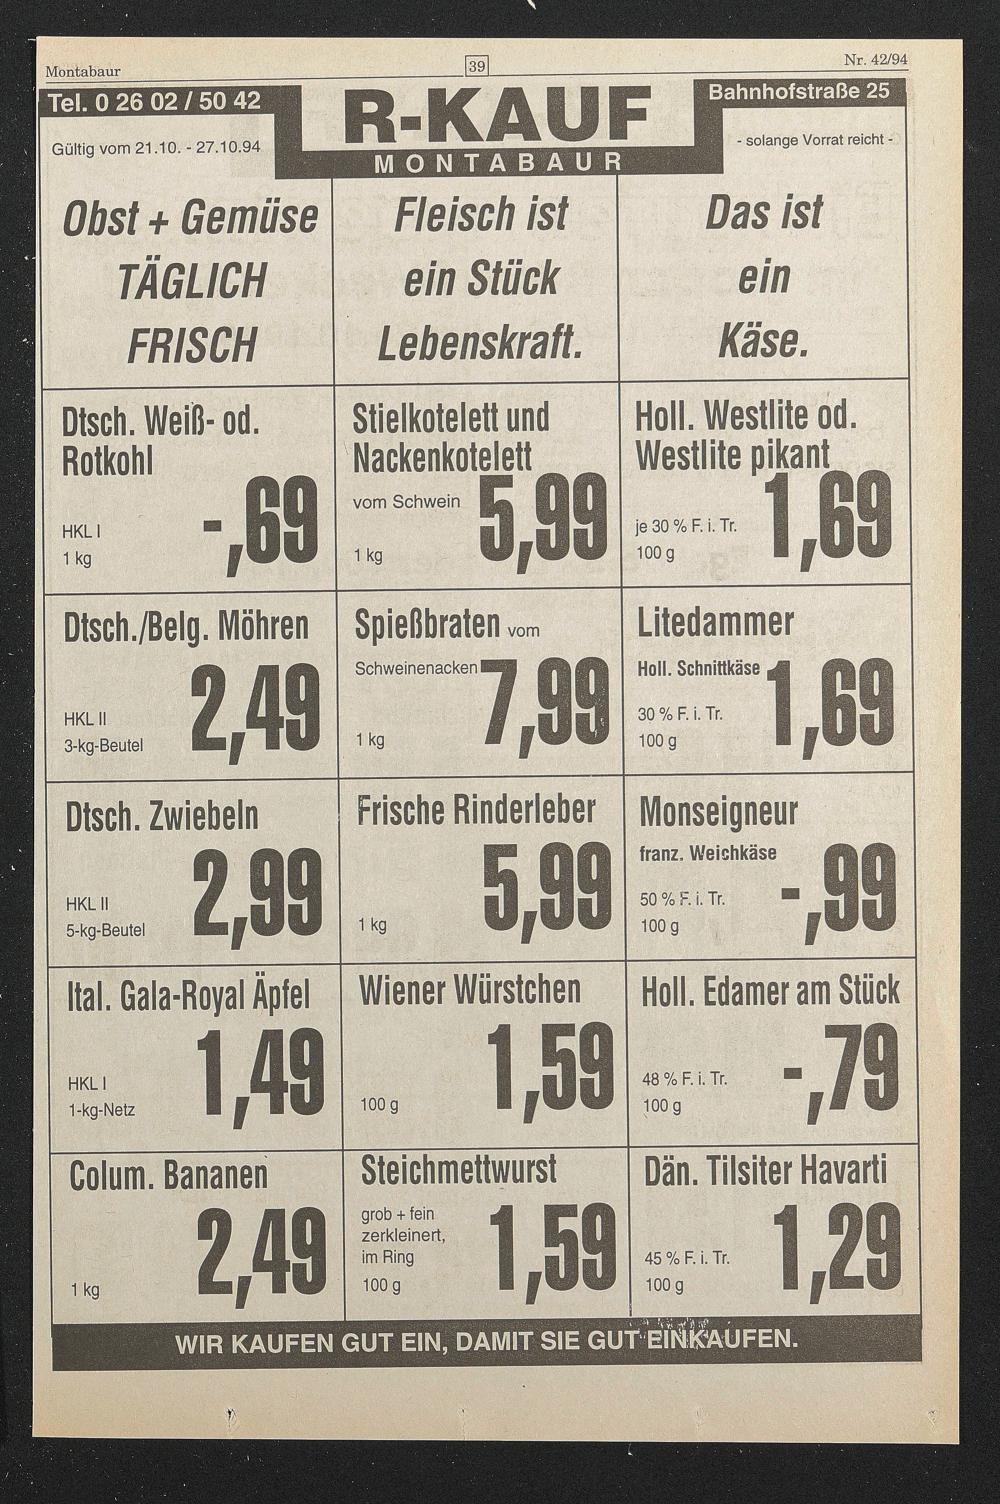 Montabaur
39
Nr. 42/94
Tel. 0 26 02 / 50 42
R-KAUF
MONTABAUR
Bahnhofstraße 25
Gültig vom 21.10. - 27.10.94
- solange Vorrat reicht -
Obst + Gemüse
TÄGLICH
FRISCH
Fleisch ist
ein Stück
Lebenskraft.
Das ist
ein
Käse.
Dtsch. Weiß- od.
Rotkohl
HKL I
1 kg
-,69
Stielkotelett und
Nackenkotelett
vom Schwein
1 kg
5,99
Holl. Westlite od.
Westlite pikant
je 30 % F. i. Tr.
100 g
1,69
Dtsch./Belg. Möhren
HKL II
3-kg-Beutel
2,49
Spießbraten vom
Schweinenacken
1 kg
7,99
Litedammer
Holl. Schnittkäse
30 % F. i. Tr.
100 g
1,69
Dtsch. Zwiebeln
HKL II
5-kg-Beutel
2,99
Frische Rinderleber
1 kg
5,99
Monseigneur
franz. Weichkäse
50 % F. i. Tr.
100 g
-,99
Ital. Gala-Royal Äpfel
HKL I
1-kg-Netz
1,49
Wiener Würstchen
100 g
1,59
Holl. Edamer am Stück
48 % F. i. Tr.
100 g
-,79
Colum. Bananen
1 kg
2,49
Steichmettwurst
grob + fein
zerkleinert,
im Ring
100 g
1,59
Dän. Tilsiter Havarti
45 % F. i. Tr.
100 g
1,29
WIR KAUFEN GUT EIN, DAMIT SIE GUT EINKAUFEN.